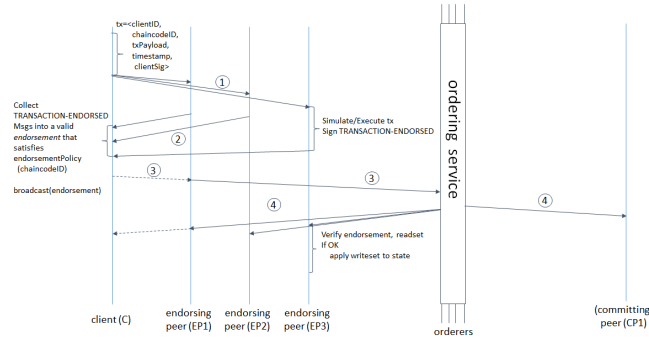 tx=<clientID,
chaincodeID,
txPayload,
timestamp,
clientSig>
1
Collect
TRANSACTION-ENDORSED
Msgs into a valid
endorsement that
satisfies
endorsementPolicy
(chaincodeID)
broadcast(endorsement)
2
Simulate/Execute tx
Sign TRANSACTION-ENDORSED
3
3
4
4
Verify endorsement, readset
If OK
apply writeset to state
ordering service
client (C)
endorsing
peer (EP1)
endorsing
peer (EP2)
endorsing
peer (EP3)
orderers
(committing
peer (CP1)